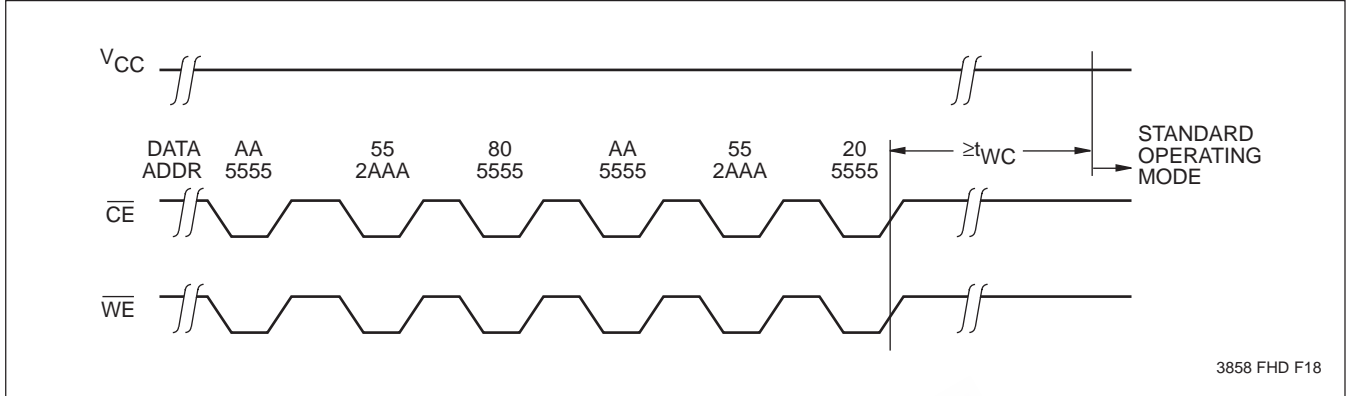 VCC
DATA AA 55 80 AA 55 20
ADDR 5555 2AAA 5555 5555 2AAA 5555
≥tWC
STANDARD
OPERATING
MODE
CE
WE
3858 FHD F18